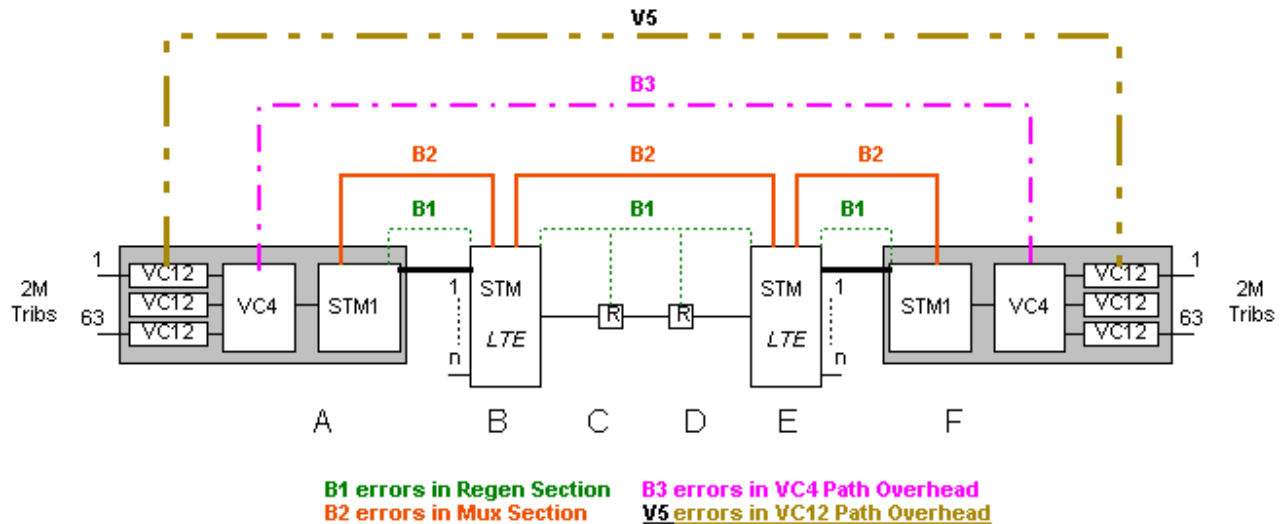 V5
B3
B2 B2 B2
B1 B1 B1
1 VC12 VC4 STM1 STM 1 STM 1 STM1 VC4 VC12 1
2M VC12 R R VC12 2M
Tribs 63 VC12 LTE LTE VC12 63 Tribs
n n
A B C D E F
B1 errors in Regen Section B3 errors in VC4 Path Overhead
B2 errors in Mux Section V5 errors in VC12 Path Overhead